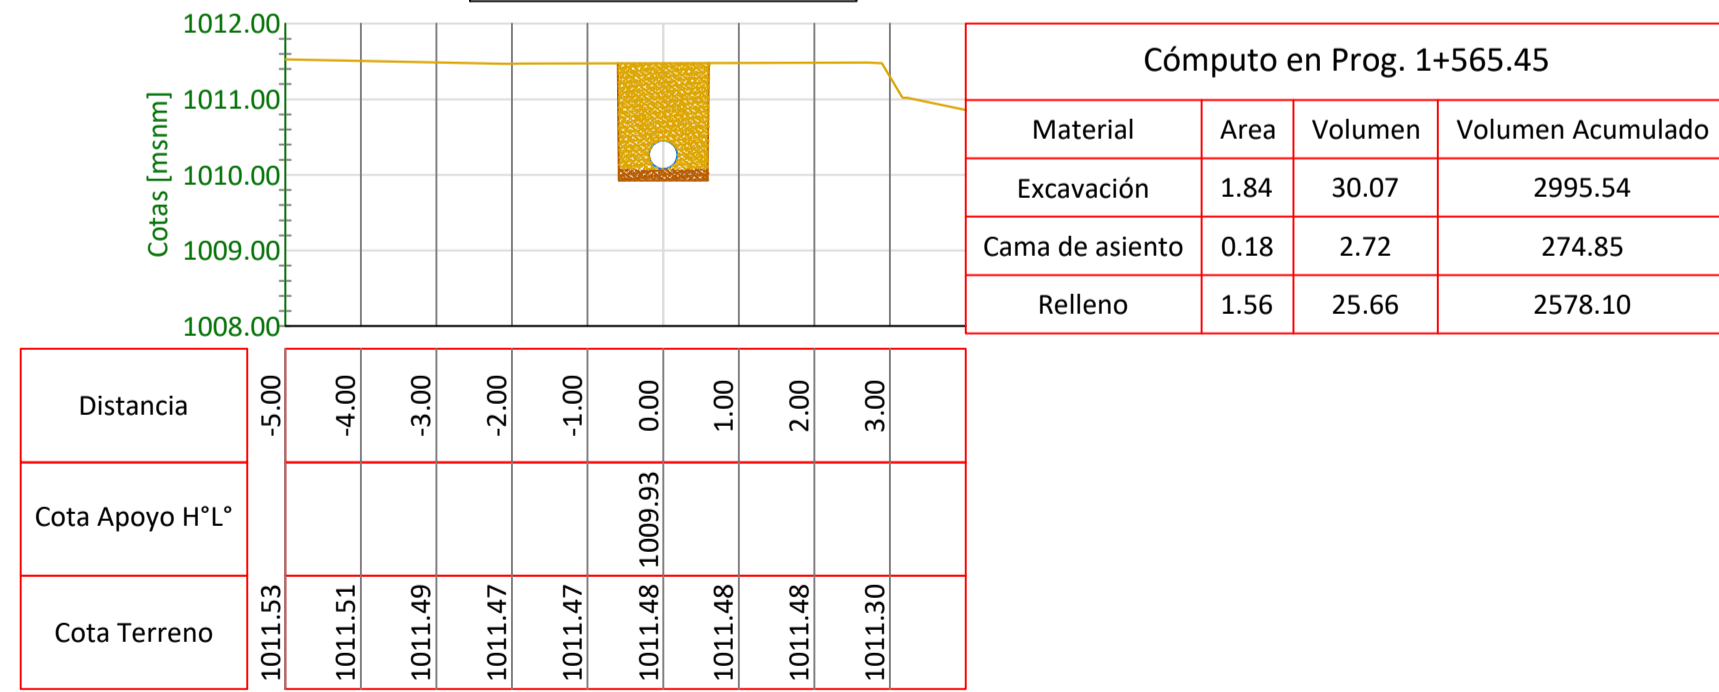 1012.00
1011.00
1010.00
1009.00
1008.00
Cotas [msnm]
Cómputo en Prog. 1+565.45
Material Area Volumen Volumen Acumulado
Excavación 1.84 30.07 2995.54
Cama de asiento 0.18 2.72 274.85
Relleno 1.56 25.66 2578.10
Distancia -5.00 -4.00 -3.00 -2.00 -1.00 0.00 1.00 2.00 3.00
Cota Apoyo H°L° 1009.93
Cota Terreno 1011.53 1011.51 1011.49 1011.47 1011.47 1011.48 1011.48 1011.48 1011.30